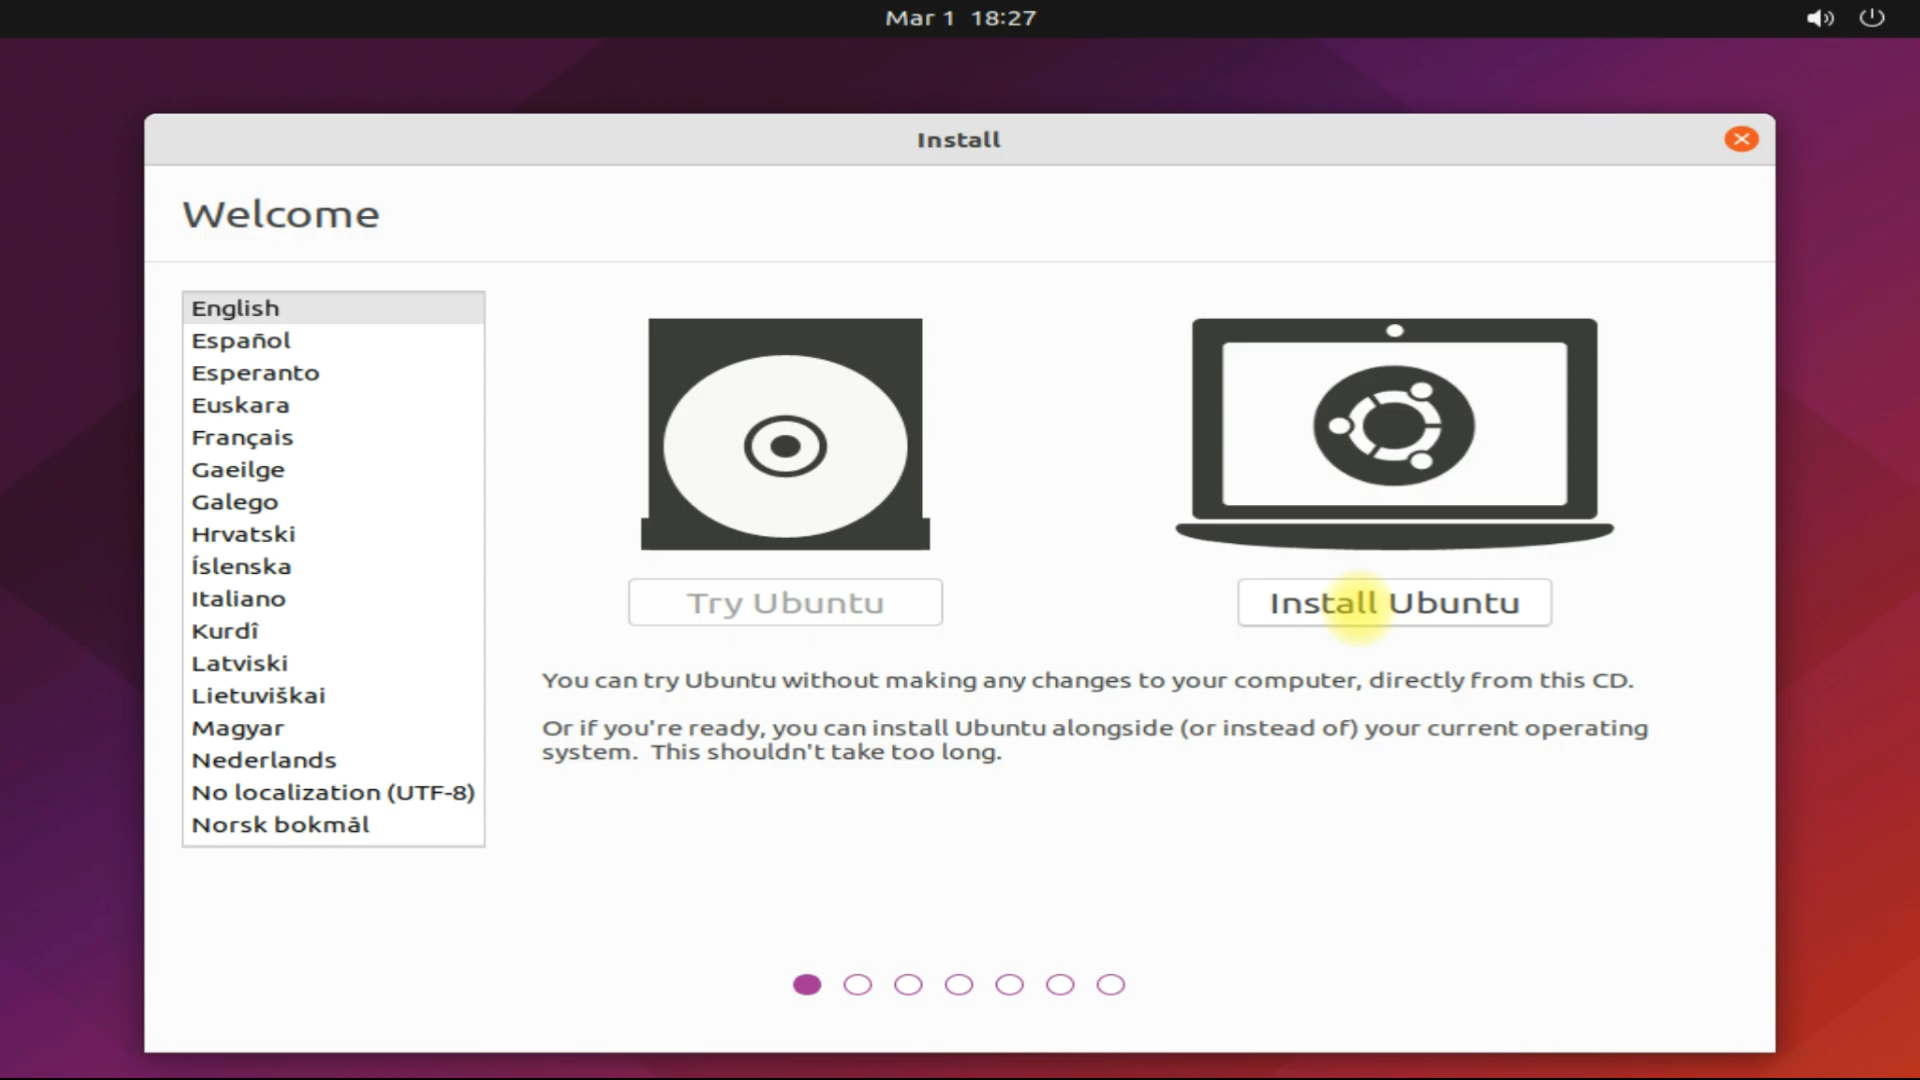 Mar 1 18:27
Install
Welcome
English
Español
Esperanto
Euskara
Français
Gaeilge
Galego
Hrvatski
Íslenska
Italiano
Kurdî
Latviski
Lietuviškai
Magyar
Nederlands
No localization (UTF-8)
Norsk bokmål
Try Ubuntu
Install Ubuntu
You can try Ubuntu without making any changes to your computer, directly from this CD.
Or if you're ready, you can install Ubuntu alongside (or instead of) your current operating
system. This shouldn't take too long.